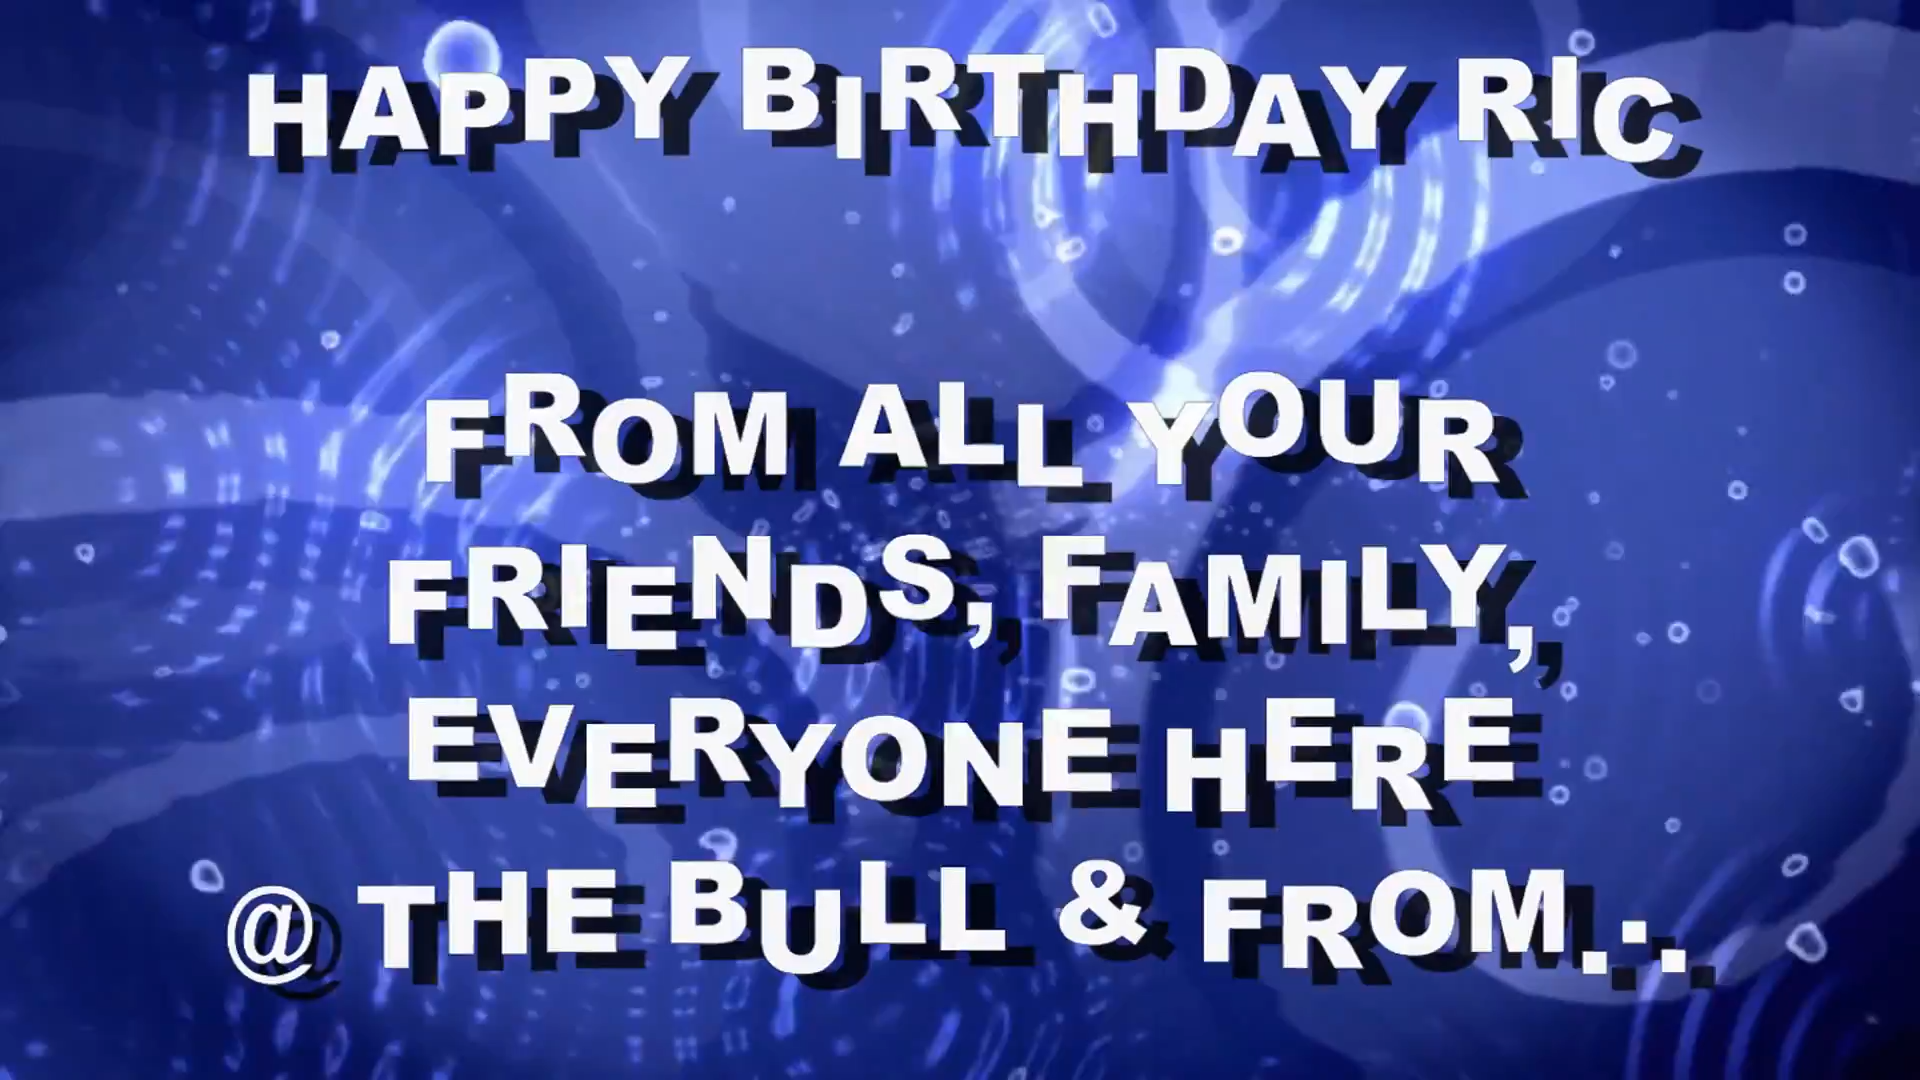 HAPPY BIRTHDAY RIC
FROM ALL YOUR
FRIENDS, FAMILY,
EVERYONE HERE
@ THE BULL & FROM...